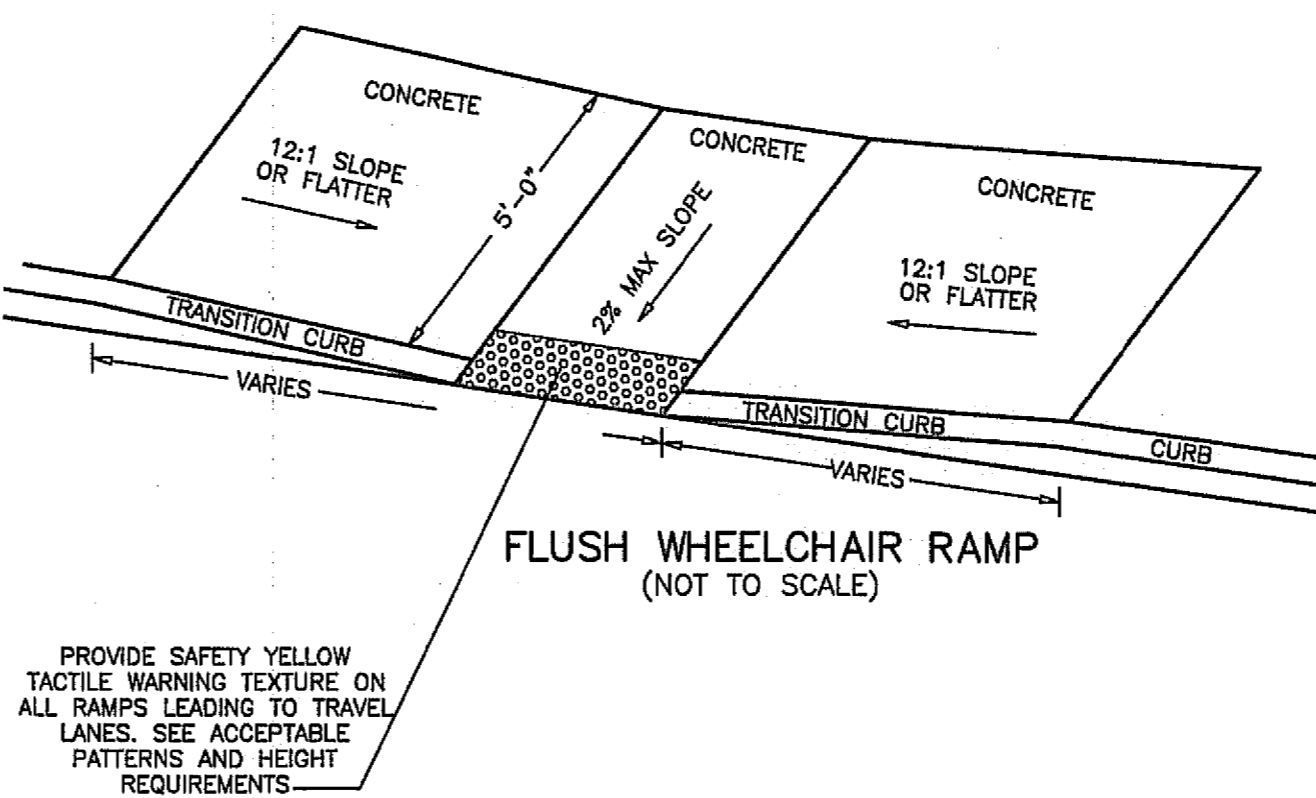 CONCRETE
12:1 SLOPE
OR FLATTER
5'-0"
CONCRETE
2% MAX SLOPE
CONCRETE
12:1 SLOPE
OR FLATTER
TRANSITION CURB
VARIES
TRANSITION CURB
CURB
VARIES
FLUSH WHEELCHAIR RAMP
(NOT TO SCALE)
PROVIDE SAFETY YELLOW
TACTILE WARNING TEXTURE ON
ALL RAMPS LEADING TO TRAVEL
LANES. SEE ACCEPTABLE
PATTERNS AND HEIGHT
REQUIREMENTS